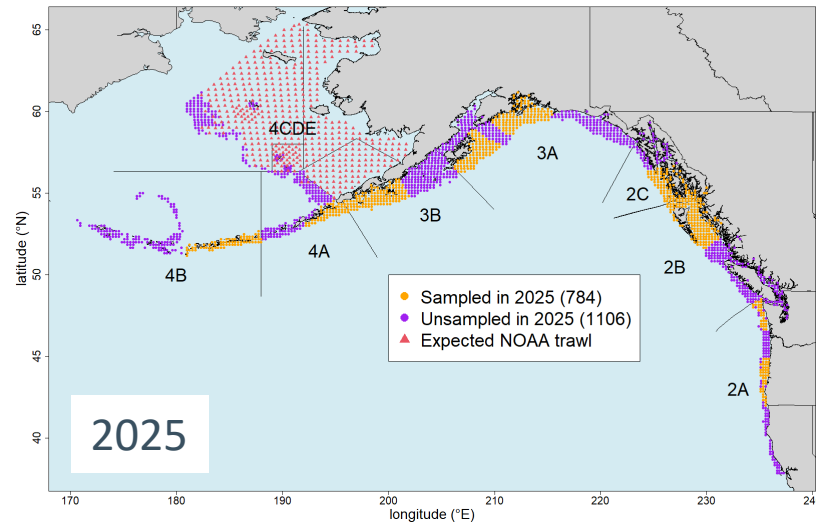 65
60
55
50
45
40
latitude (°N)
4CDE
3A
2C
3B
4A
4B
2B
2A
Sampled in 2025 (784)
Unsampled in 2025 (1106)
Expected NOAA trawl
2025
170
180
190
200
210
220
230
longitude (°E)